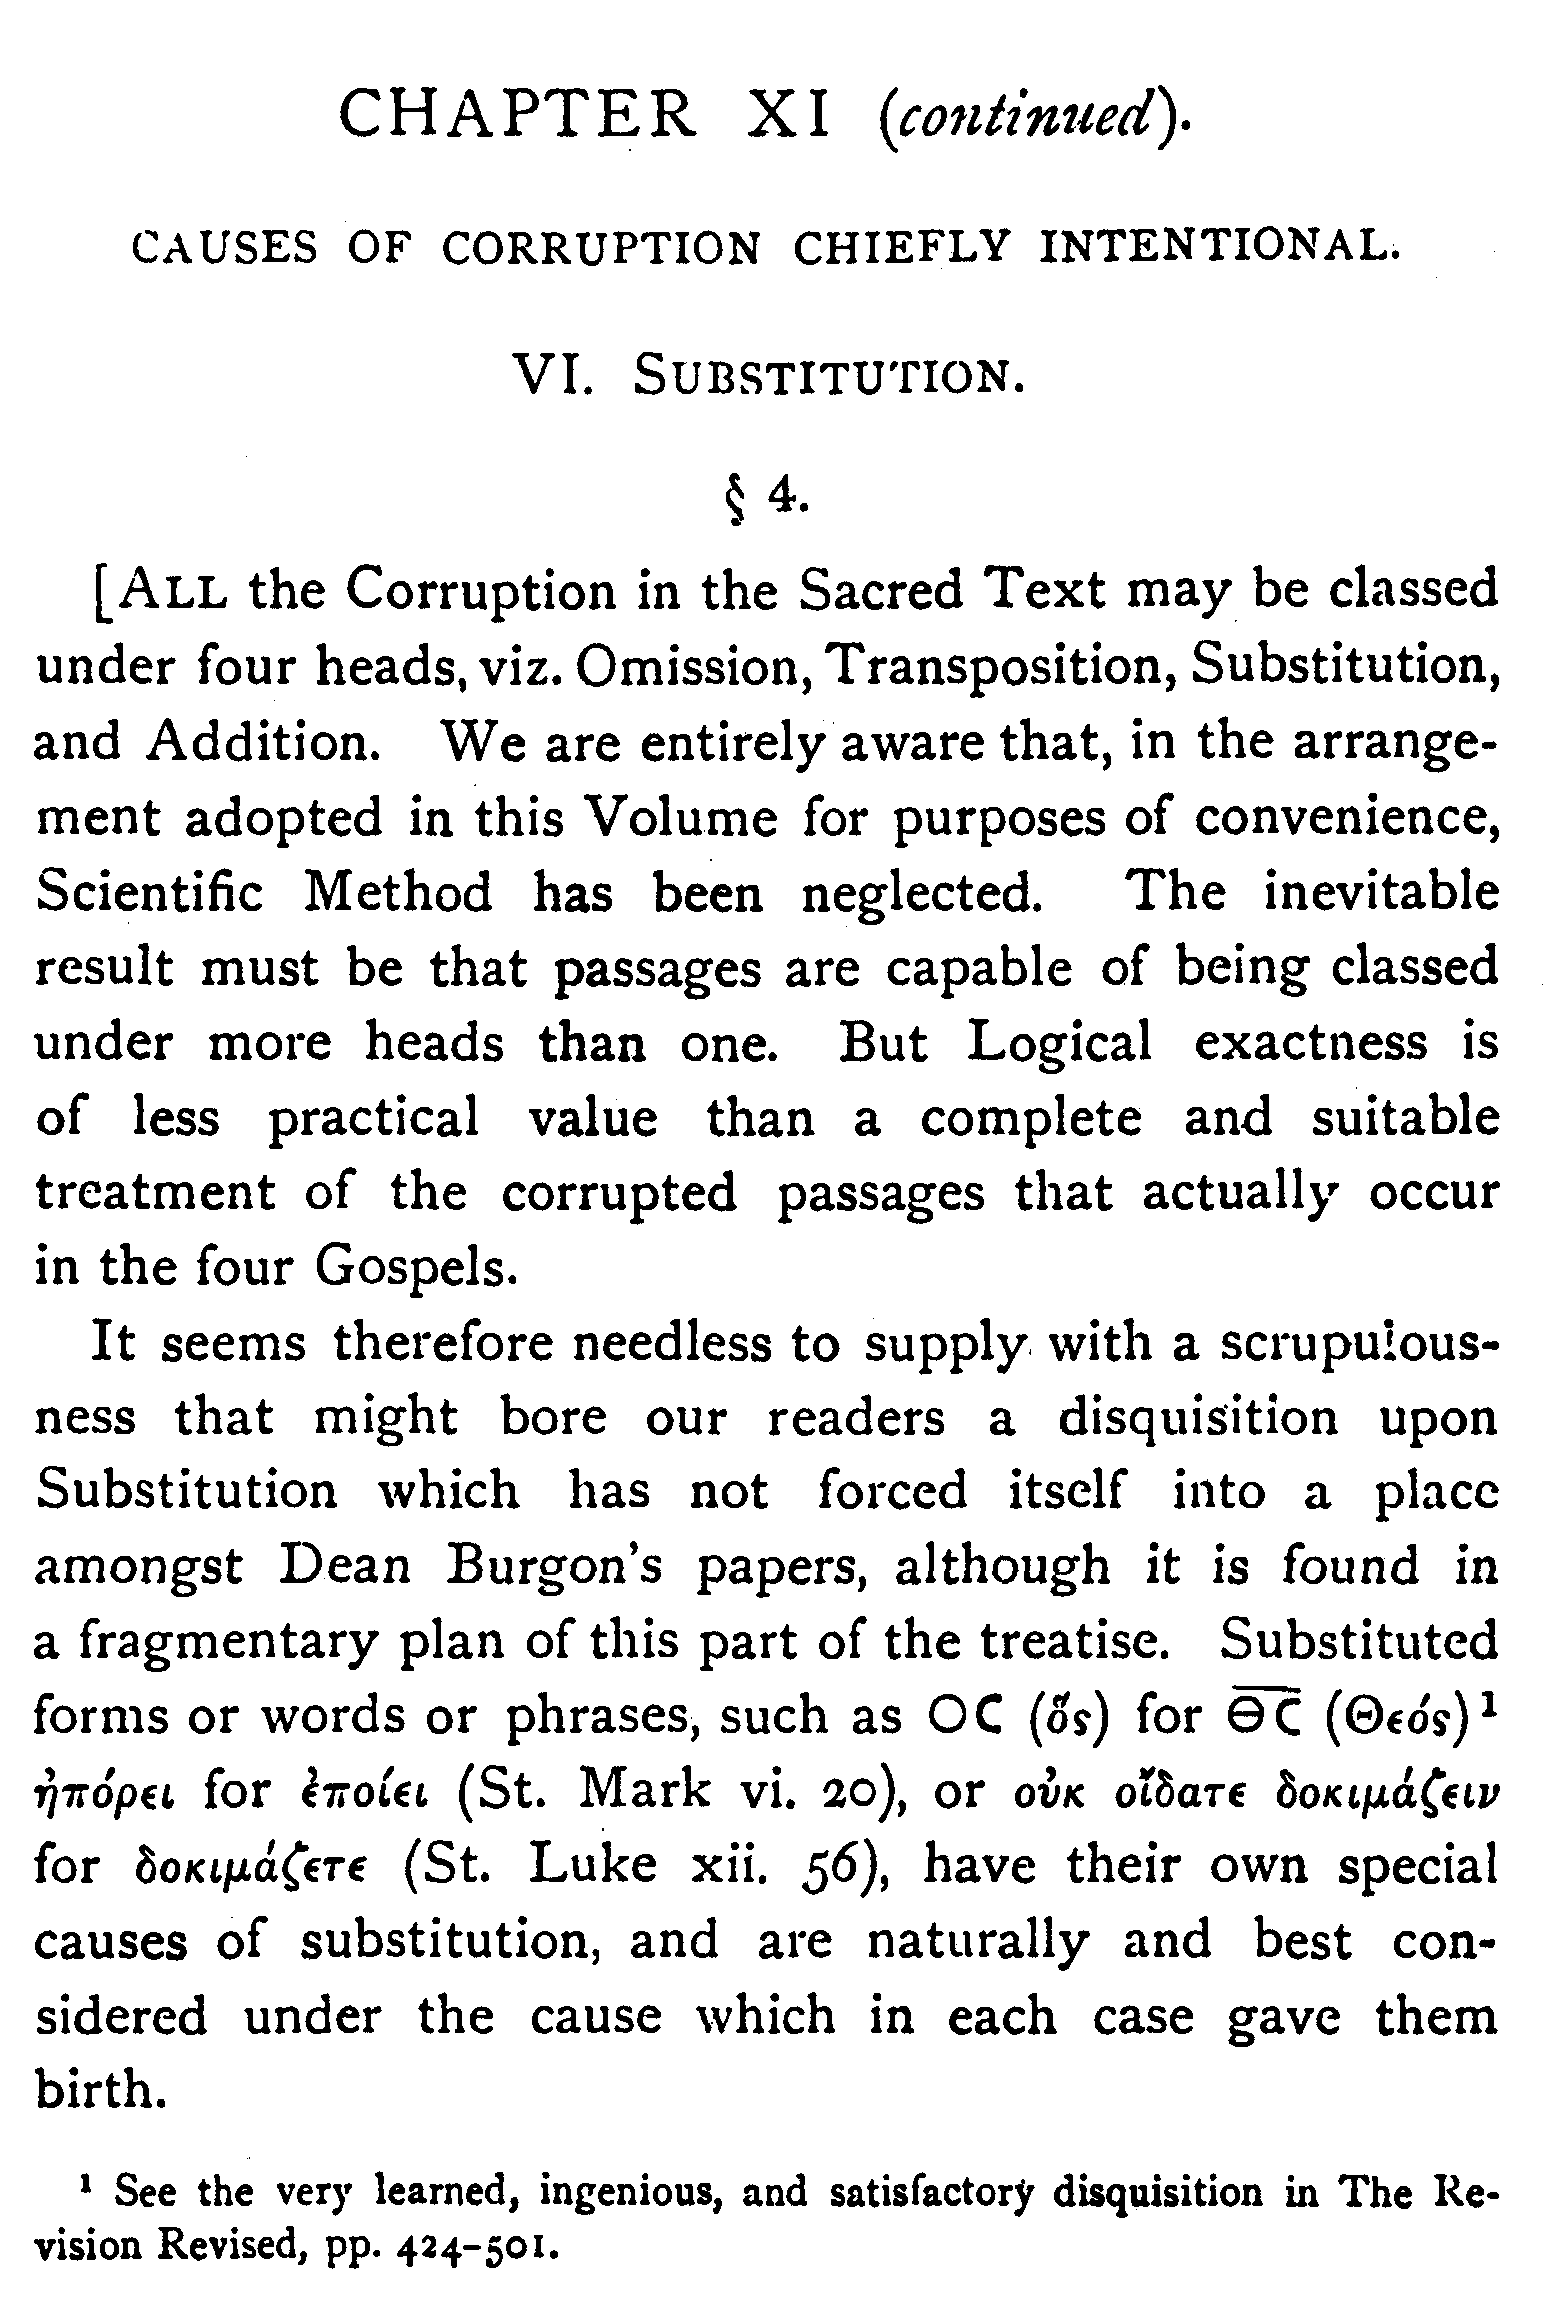 CHAPTER XI (continued).
CAUSES OF CORRUPTION CHIEFLY INTENTIONAL.
VI. SUBSTITUTION.
§ 4.
[ALL the Corruption in the Sacred Text may be classed
under four heads, viz. Omission, Transposition, Substitution,
and Addition. We are entirely aware that, in the arrange-
ment adopted in this Volume for purposes of convenience,
Scientific Method has been neglected. The inevitable
result must be that passages are capable of being classed
under more heads than one. But Logical exactness is
of less practical value than a complete and suitable
treatment of the corrupted passages that actually occur
in the four Gospels.
It seems therefore needless to supply with a scrupulous-
ness that might bore our readers a disquisition upon
Substitution which has not forced itself into a place
amongst Dean Burgon's papers, although it is found in
a fragmentary plan of this part of the treatise. Substituted
forms or words or phrases, such as ΟϹ (ὅς) for Θ̅Ϲ̅ (Θεός)¹
ἠπόρει for ἐποίει (St. Mark vi. 20), or οὐκ οἴδατε δοκιμάζειν
for δοκιμάζετε (St. Luke xii. 56), have their own special
causes of substitution, and are naturally and best con-
sidered under the cause which in each case gave them
birth.
¹ See the very learned, ingenious, and satisfactory disquisition in The Re-
vision Revised, pp. 424–501.